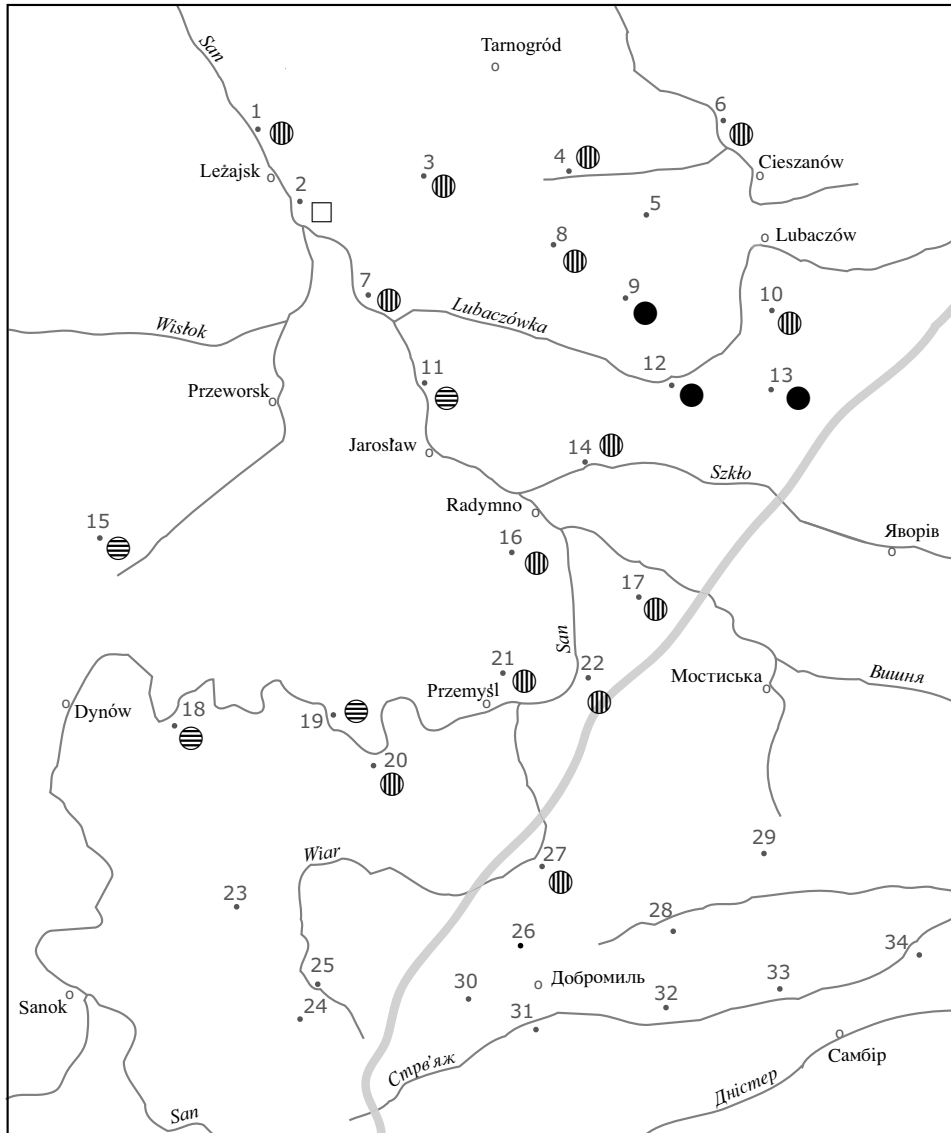 San
Tarnogród
1
6
3
4
Leżajsk
Cieszanów
2
5
8
Lubaczów
7
9
10
Lubaczówka
Wisłok
12
13
11
Przeworsk
14
Jarosław
Szkło
Radymno
15
Яворів
16
17
San
21
22
Вишня
Przemyśl
Мостиська
18
Dynów
19
20
Wiar
27
29
23
28
26
34
25
33
Добромиль
30
Sanok
24
32
31
Стрв’яж
Самбір
Дністер
San